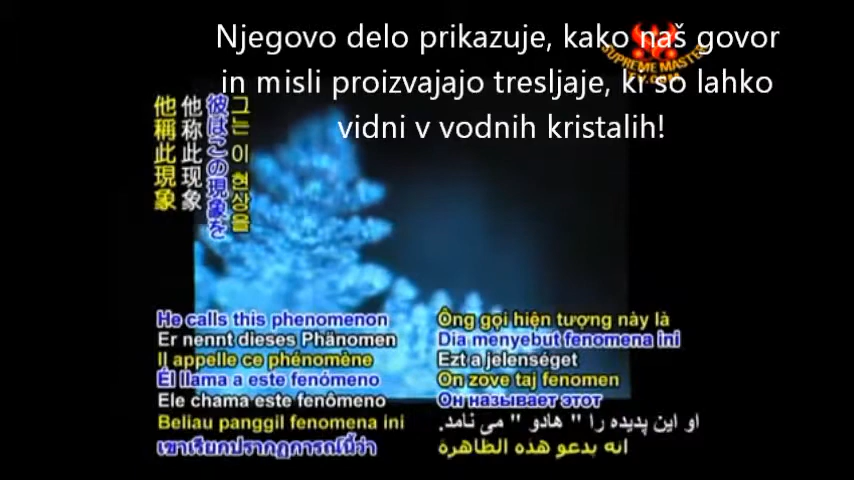 Njegovo delo prikazuje, kako naš govor
in misli proizvajajo tresljaje, ki so lahko
vidni v vodnih kristalih!
SUPREME MASTER
TV.COM
그는 이 현상을
彼はこの現象を
他称此现象
他稱此現象
He calls this phenomenon
Er nennt dieses Phänomen
Il appelle ce phénomène
Él llama a este fenómeno
Ele chama este fenômeno
Beliau panggil fenomena ini
เขาเรียกปรากฏการณ์นี้ว่า
Ông gọi hiện tượng này là
Dia menyebut fenomena ini
Ezt a jelenséget
On zove taj fenomen
Он называет этот
او این پدیده را " هادو " می نامد.
انه يدعو هذه الظاهرة